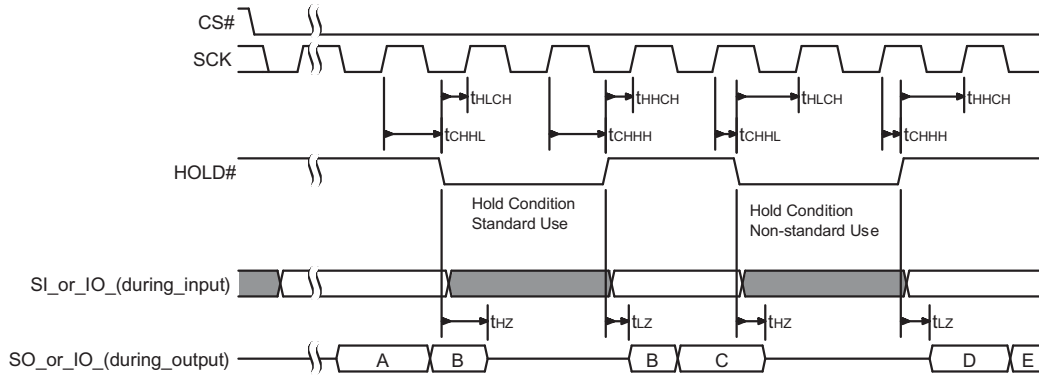 CS#
SCK
tHLCH tHHCH tHLCH tHHCH
tCHHL tCHHH tCHHL tCHHH
HOLD#
Hold Condition
Standard Use
Hold Condition
Non-standard Use
SI_or_IO_(during_input)
tHZ tLZ tHZ tLZ
SO_or_IO_(during_output) A B B C D E